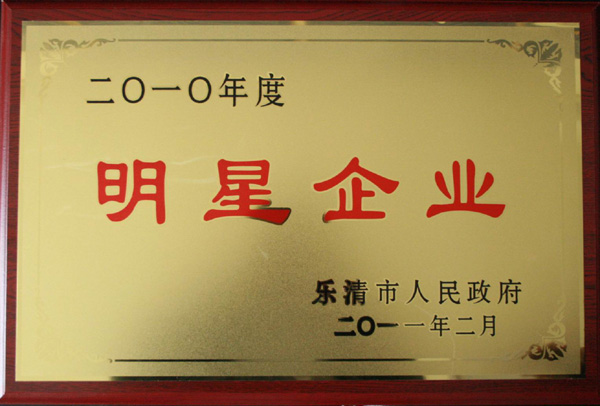 二〇一〇年度
明星企业
乐清市人民政府
二〇一一年二月